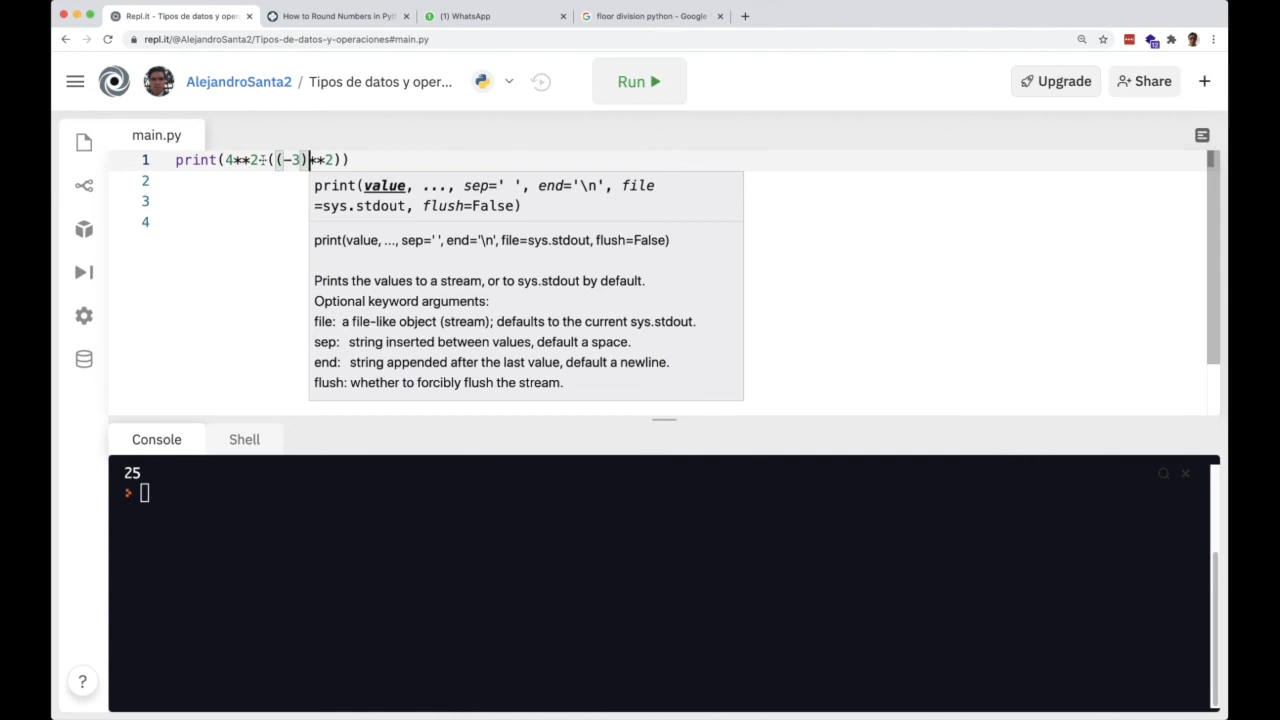 Repl.it - Tipos de datos y oper
How to Round Numbers in Pyt
(1) WhatsApp
floor division python - Google
repl.it/@AlejandroSanta2/Tipos-de-datos-y-operaciones#main.py
12
AlejandroSanta2 / Tipos de datos y oper...
Run
Upgrade
Share
main.py
1 print(4**2-((-3)**2))
2
3
4
print(value, ..., sep=' ', end='\n', file
=sys.stdout, flush=False)
print(value, ..., sep=' ', end='\n', file=sys.stdout, flush=False)
Prints the values to a stream, or to sys.stdout by default.
Optional keyword arguments:
file: a file-like object (stream); defaults to the current sys.stdout.
sep: string inserted between values, default a space.
end: string appended after the last value, default a newline.
flush: whether to forcibly flush the stream.
Console
Shell
25
?